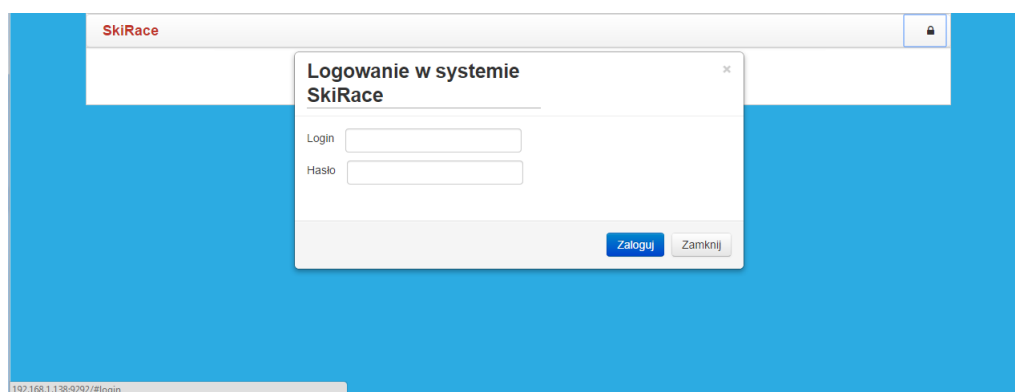 SkiRace
Logowanie w systemie
SkiRace
×
Login
Hasło
Zaloguj
Zamknij
192.168.1.138:9292/#login